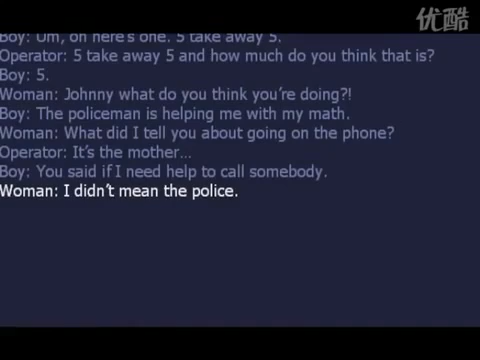 优酷
Boy: Um, oh here's one. 5 take away 5.
Operator: 5 take away 5 and how much do you think that is?
Boy: 5.
Woman: Johnny what do you think you're doing?!
Boy: The policeman is helping me with my math.
Woman: What did I tell you about going on the phone?
Operator: It's the mother...
Boy: You said if I need help to call somebody.
Woman: I didn't mean the police.